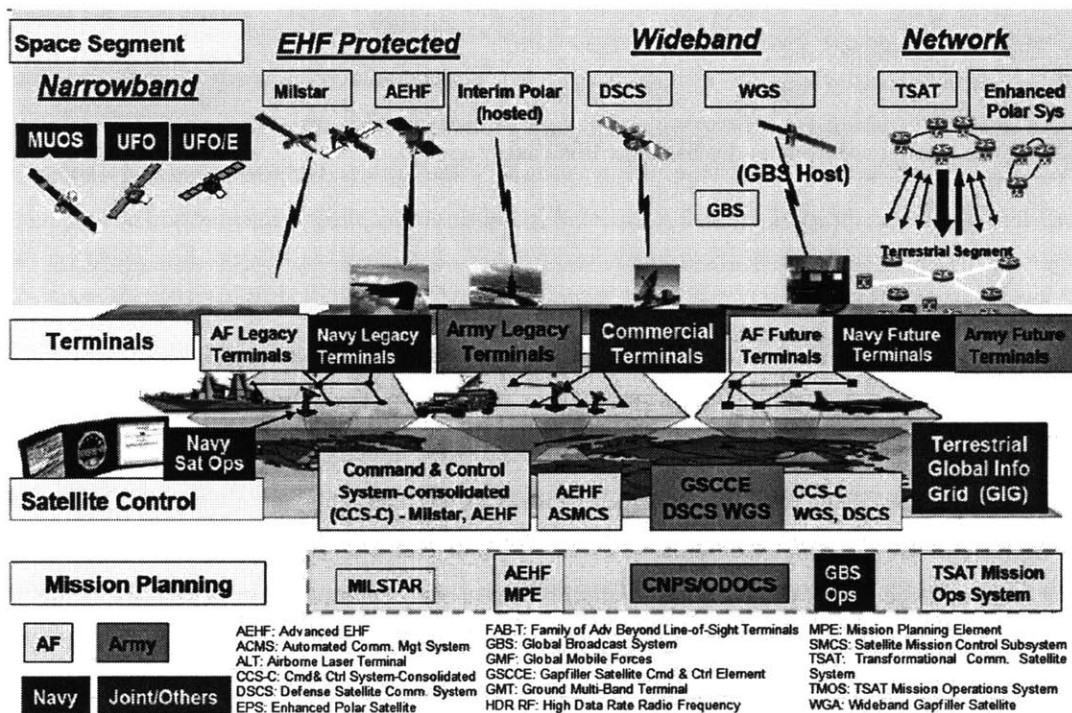 Space Segment
EHF Protected
Wideband
Network
Narrowband
Milstar
AEHF
Interim Polar
(hosted)
DSCS
WGS
TSAT
Enhanced
Polar Sys
MUOS
UFO
UFO/E
(GBS Host)
GBS
Terrestrial Segment
Terminals
AF Legacy
Terminals
Navy Legacy
Terminals
Army Legacy
Terminals
Commercial
Terminals
AF Future
Terminals
Navy Future
Terminals
Army Future
Terminals
Navy
Sat Ops
Satellite Control
Command & Control
System-Consolidated
(CCS-C) - Milstar, AEHF
AEHF
ASMCS
GSCCE
DSCS WGS
CCS-C
WGS, DSCS
Terrestrial
Global Info
Grid (GIG)
Mission Planning
MILSTAR
AEHF
MPE
CNPS/ODOCS
GBS
Ops
TSAT Mission
Ops System
AF
Army
Navy
Joint/Others
AEHF: Advanced EHF
ACMS: Automated Comm. Mgt System
ALT: Airborne Laser Terminal
CCS-C: Cmd& Ctrl System-Consolidated
DSCS: Defense Satellite Comm. System
EPS: Enhanced Polar Satellite
FAB-T: Family of Adv Beyond Line-of-Sight Terminals
GBS: Global Broadcast System
GMF: Global Mobile Forces
GSCCE: Gapfiller Satellite Cmd & Ctrl Element
GMT: Ground Multi-Band Terminal
HDR RF: High Data Rate Radio Frequency
MPE: Mission Planning Element
SMCS: Satellite Mission Control Subsystem
TSAT: Transformational Comm. Satellite
System
TMOS: TSAT Mission Operations System
WGA: Wideband Gapfiller Satellite